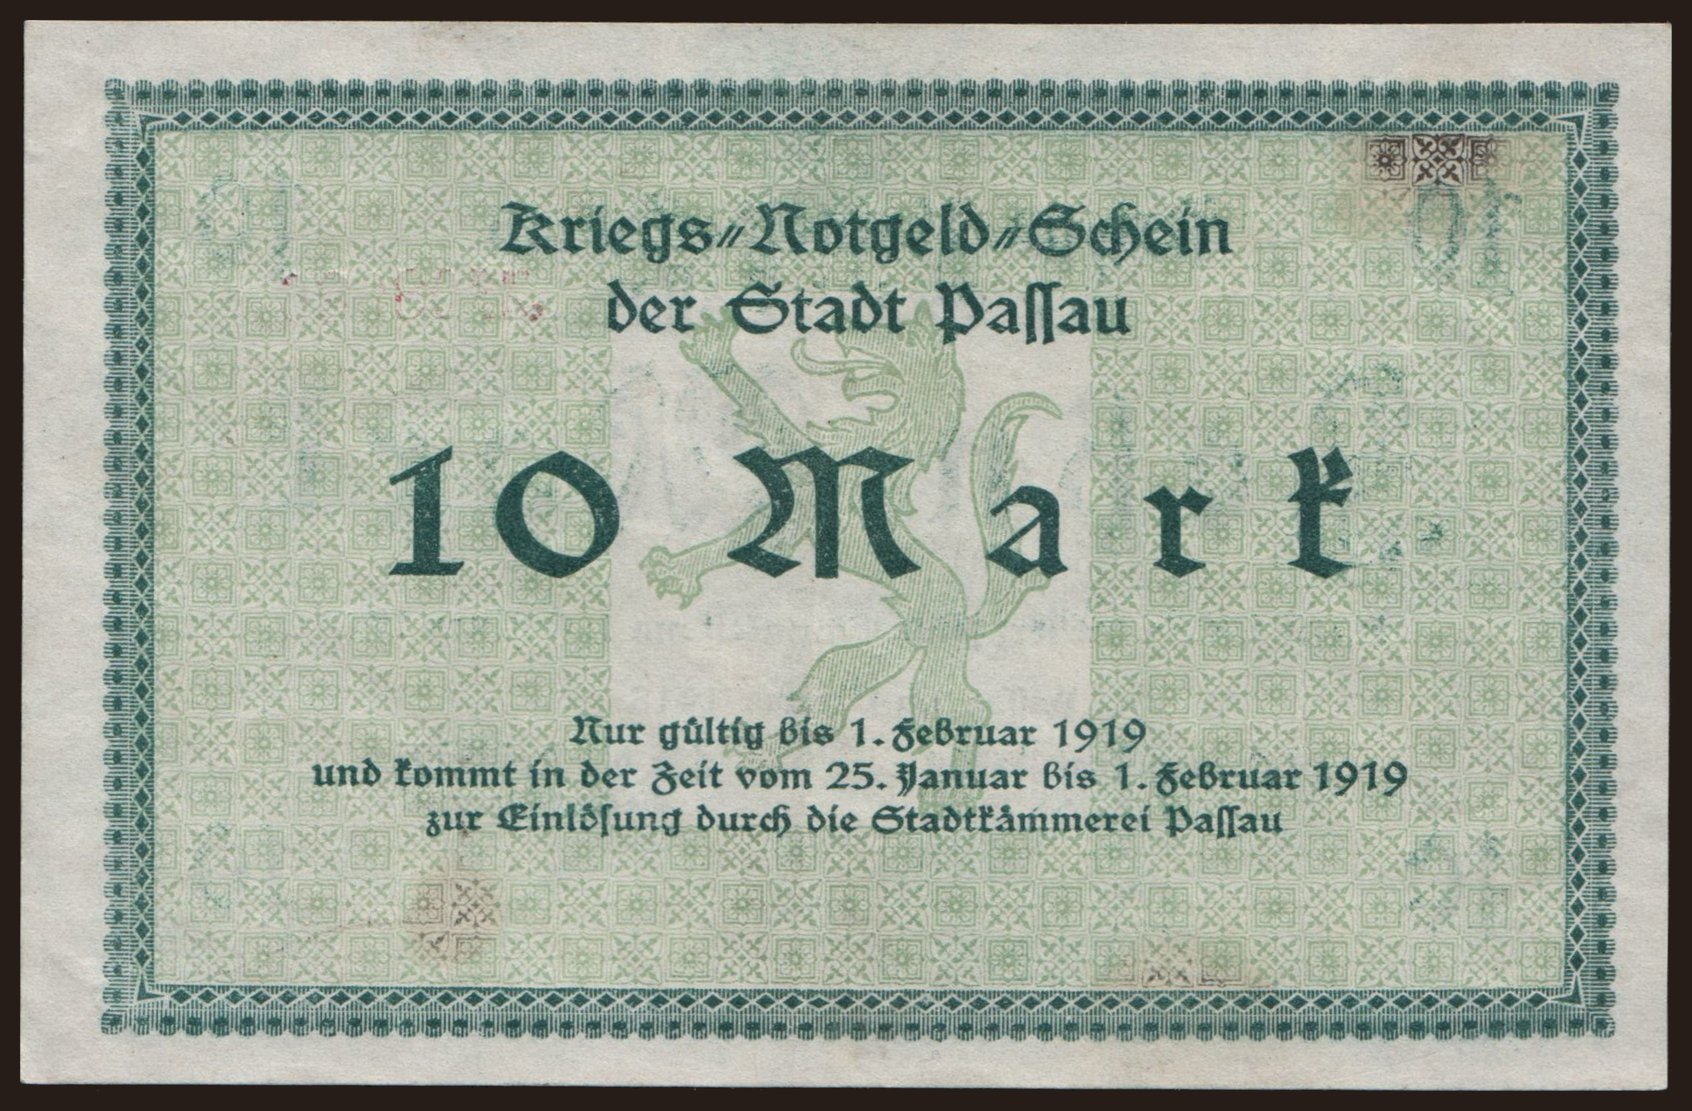 Kriegs-Notgeld-Schein
der Stadt Passau
10 Mark
Nur gültig bis 1. Februar 1919
und kommt in der Zeit vom 25. Januar bis 1. Februar 1919
zur Einlösung durch die Stadtkämmerei Passau